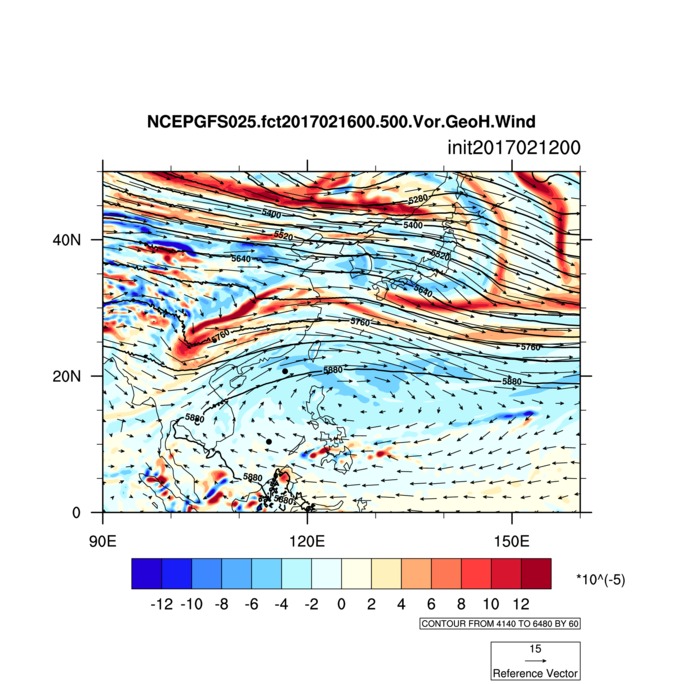 NCEPGFS025.fct2017021600.500.Vor.GeoH.Wind
init2017021200
5280
5400
5400
5520
5520
5640
5640
5760
5760
5760
5880
5880
5880
5880
5880
40N
20N
0
90E 120E 150E
-12 -10 -8 -6 -4 -2 0 2 4 6 8 10 12
*10^(-5)
CONTOUR FROM 4140 TO 6480 BY 60
15
Reference Vector